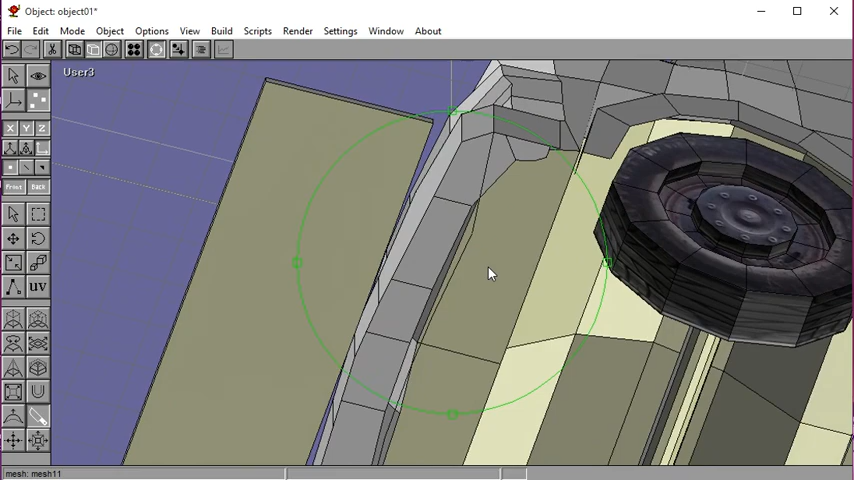 Model: object01*
File Edit Mode Object Options View Build Scripts Render Settings Window About
User3
X Y Z
Front Back
uv
mesh: mesh11